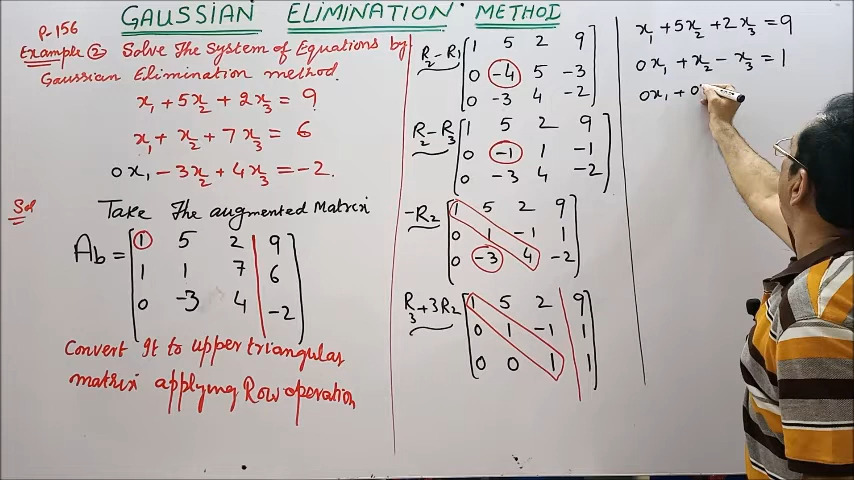 GAUSSIAN ELIMINATION METHOD
P-156
Example ② Solve The System of Equations by
Gaussian Elimination method.
x₁ + 5x₂ + 2x₃ = 9
x₁ + x₂ + 7x₃ = 6
0x₁ - 3x₂ + 4x₃ = -2.
Sol
Take The augmented Matrix
Ab =
1 5 2 9
1 1 7 6
0 -3 4 -2
Convert It to upper triangular
matrix applying Row operation
R₂-R₁
1 5 2 9
0 -4 5 -3
0 -3 4 -2
R₂-R₃
1 5 2 9
0 -1 1 -1
0 -3 4 -2
-R₂
1 5 2 9
0 1 -1 1
0 -3 4 -2
R₃+3R₂
1 5 2 9
0 1 -1 1
0 0 1 1
x₁ + 5x₂ + 2x₃ = 9
0x₁ + x₂ - x₃ = 1
0x₁ + 0